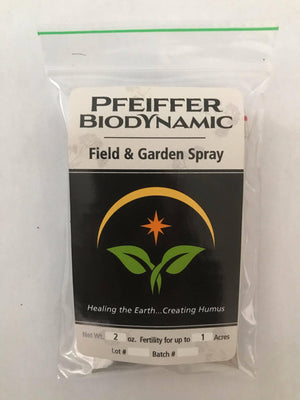 PFEIFFER
BIODYNAMIC
Field & Garden Spray
Healing the Earth...Creating Humus
Net Wt. 2 oz. Fertility for up to 1 Acres
Lot # Batch #